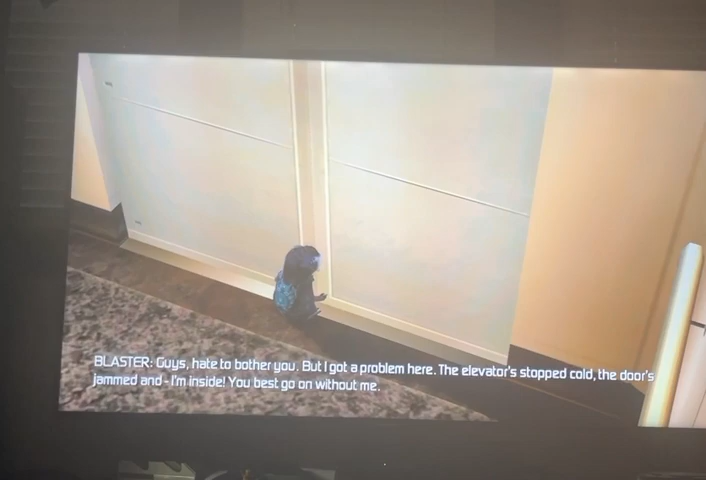 BLASTER: Guys, hate to bother you. But I got a problem here. The elevator's stopped cold, the door's
jammed and - I'm inside! You best go on without me.